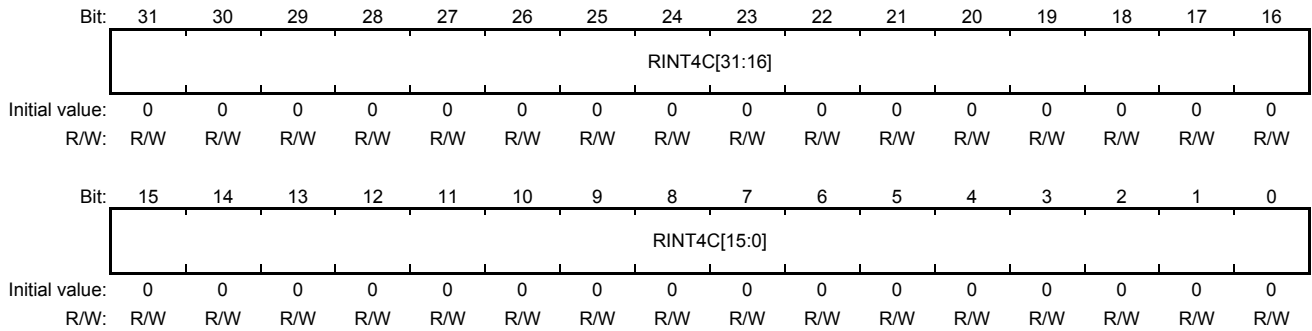 Bit: 31 30 29 28 27 26 25 24 23 22 21 20 19 18 17 16
RINT4C[31:16]
Initial value: 0 0 0 0 0 0 0 0 0 0 0 0 0 0 0 0
R/W: R/W R/W R/W R/W R/W R/W R/W R/W R/W R/W R/W R/W R/W R/W R/W R/W
Bit: 15 14 13 12 11 10 9 8 7 6 5 4 3 2 1 0
RINT4C[15:0]
Initial value: 0 0 0 0 0 0 0 0 0 0 0 0 0 0 0 0
R/W: R/W R/W R/W R/W R/W R/W R/W R/W R/W R/W R/W R/W R/W R/W R/W R/W